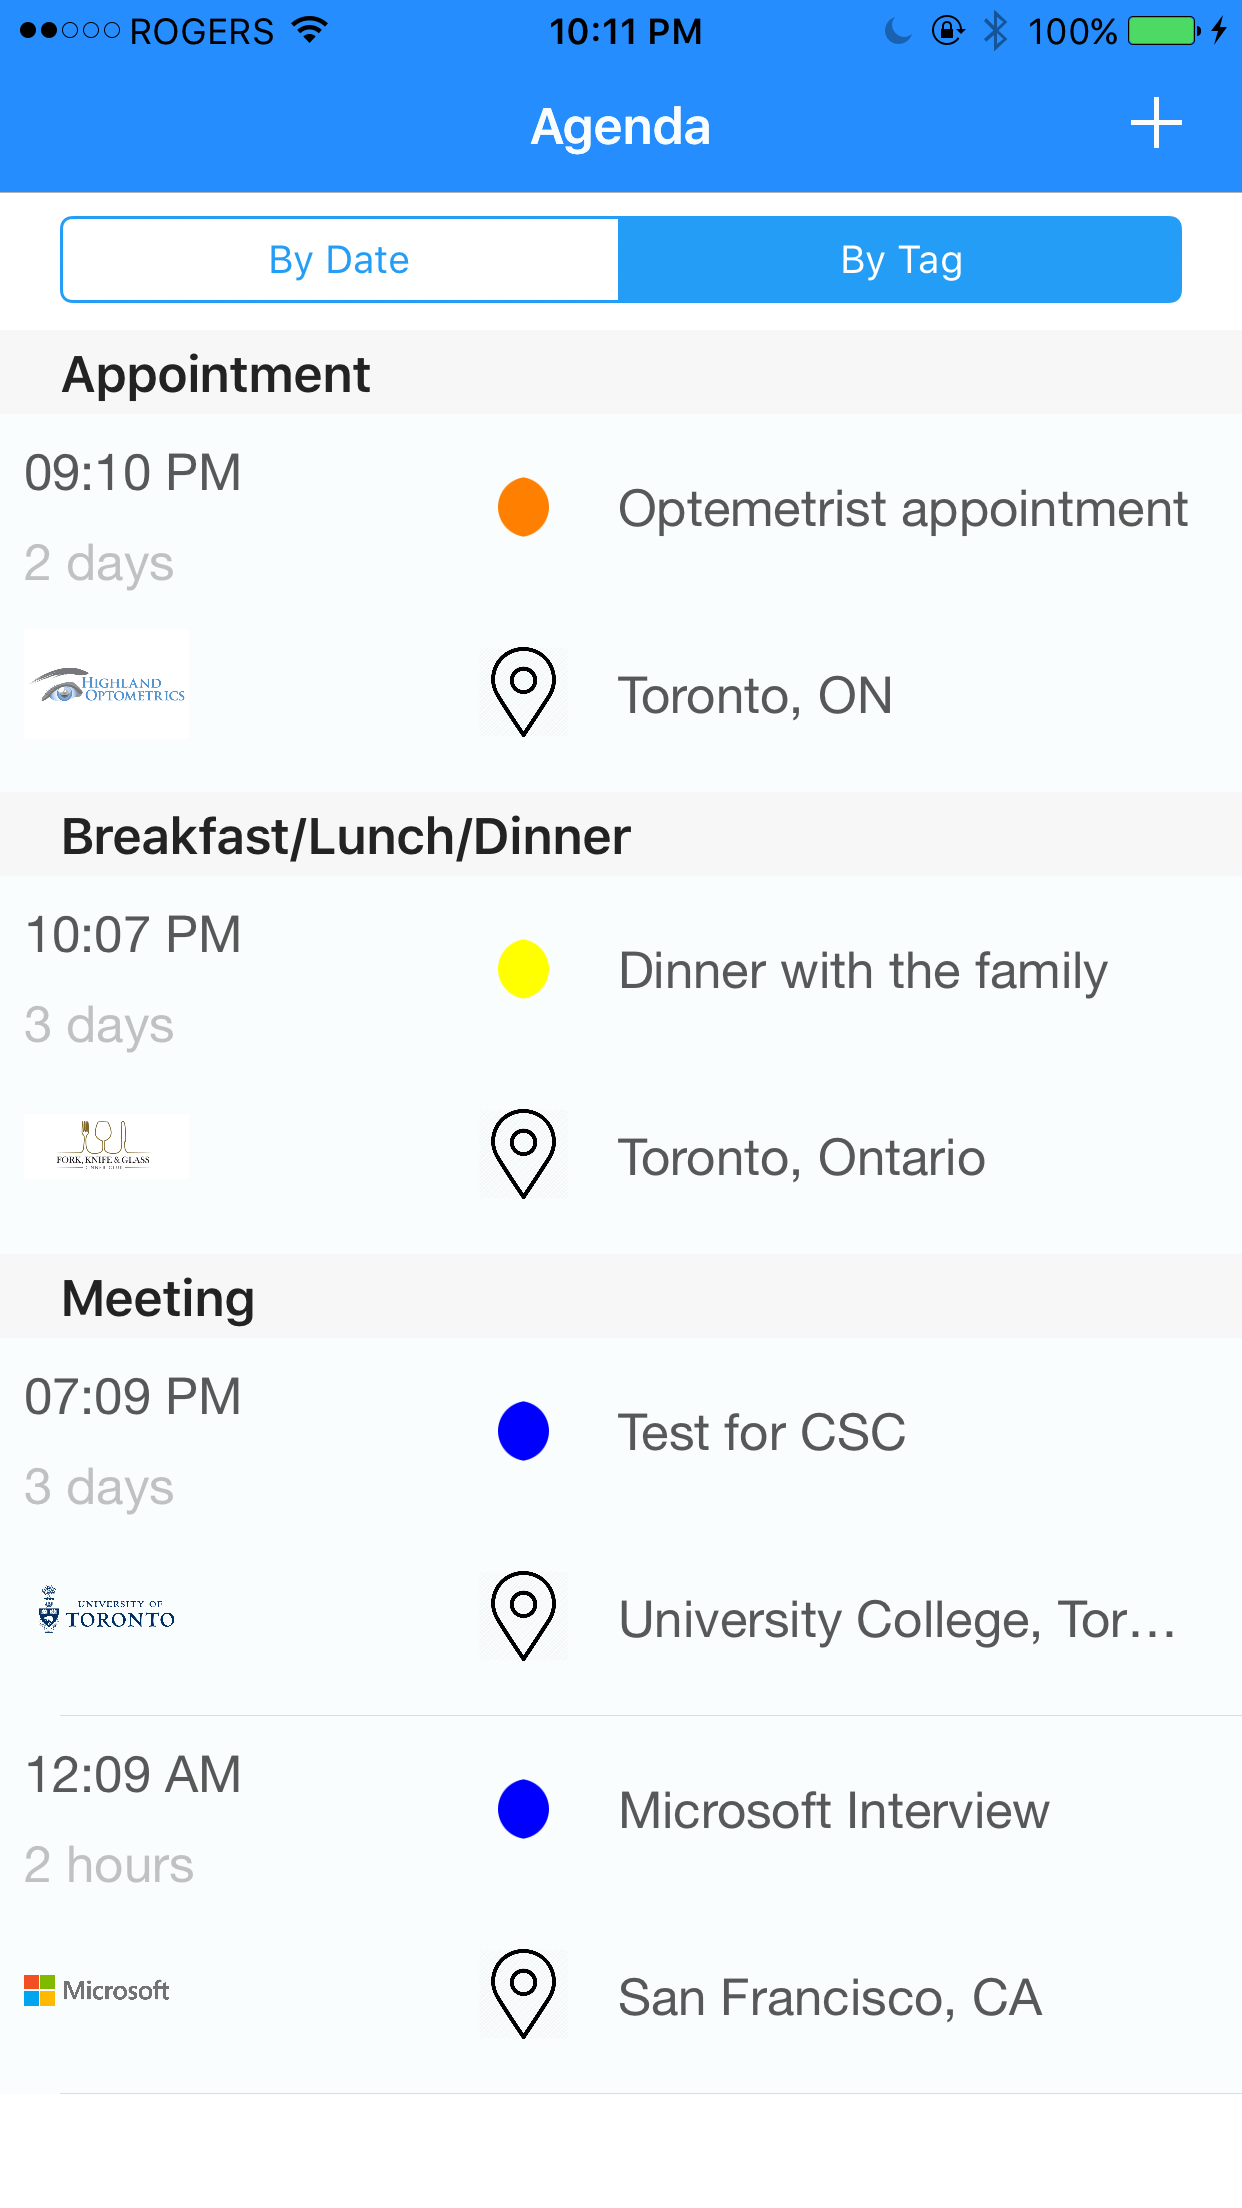 ROGERS 10:11 PM 100%
Agenda
By Date By Tag
Appointment
09:10 PM
Optemetrist appointment
2 days
HIGHLAND
OPTOMETRICS
Toronto, ON
Breakfast/Lunch/Dinner
10:07 PM
Dinner with the family
3 days
FORK, KNIFE & GLASS
Toronto, Ontario
Meeting
07:09 PM
Test for CSC
3 days
UNIVERSITY OF
TORONTO
University College, Tor...
12:09 AM
Microsoft Interview
2 hours
Microsoft
San Francisco, CA